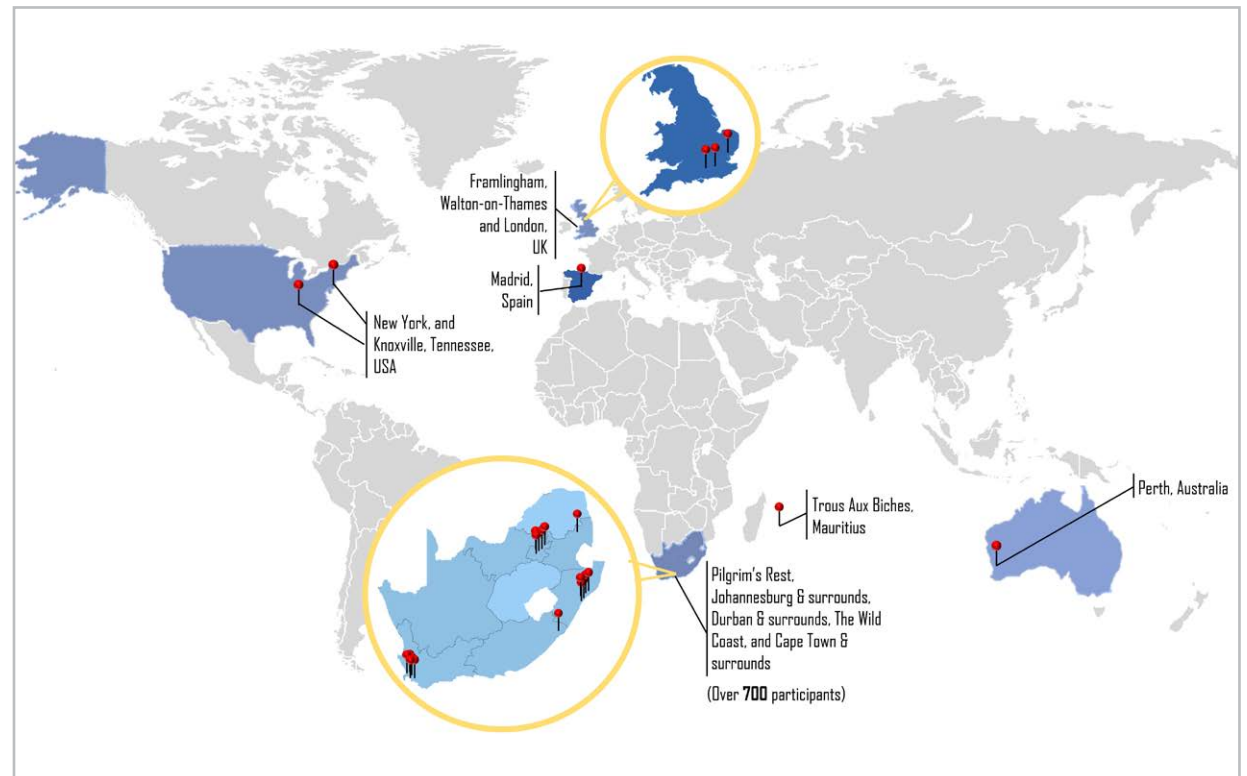 Framlingham,
Walton-on-Thames
and London,
UK
Madrid,
Spain
New York, and
Knoxville, Tennessee,
USA
Perth, Australia
Trous Aux Biches,
Mauritius
Pilgrim's Rest,
Johannesburg & surrounds,
Durban & surrounds, The Wild
Coast, and Cape Town &
surrounds
(Over 700 participants)